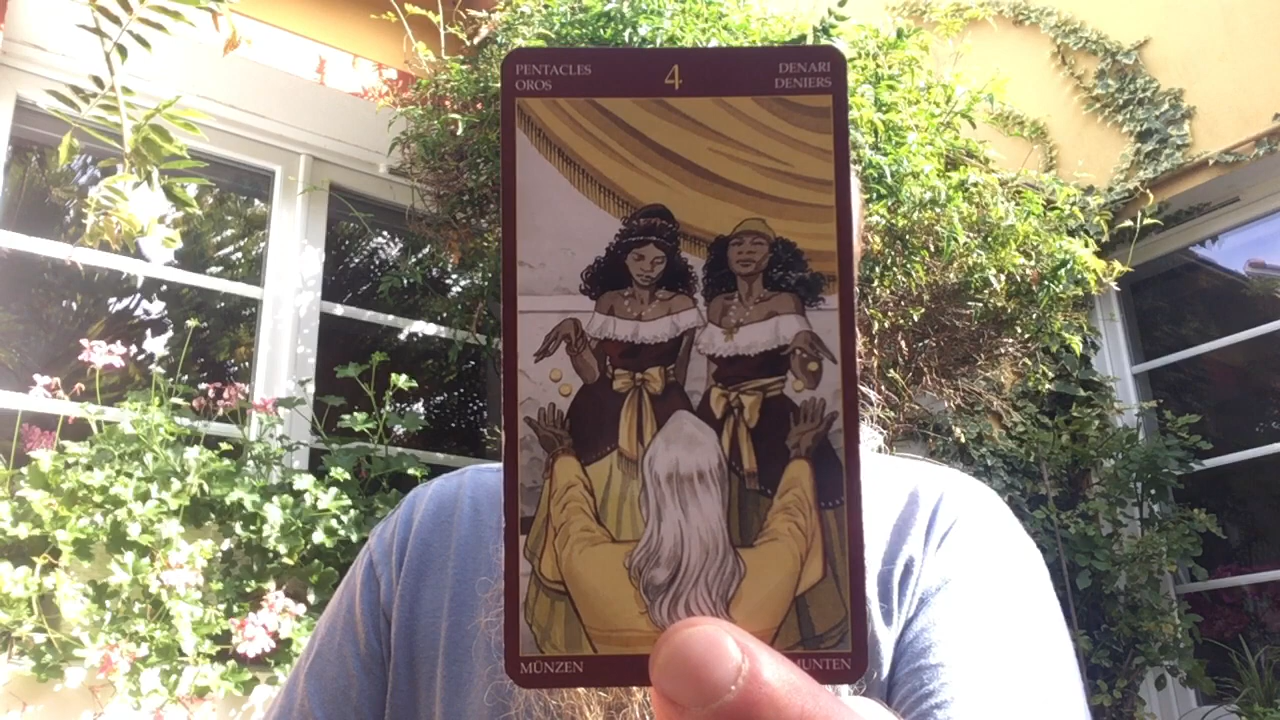 PENTACLES
OROS
4
DENARI
DENIERS
MÜNZEN
MUNTEN